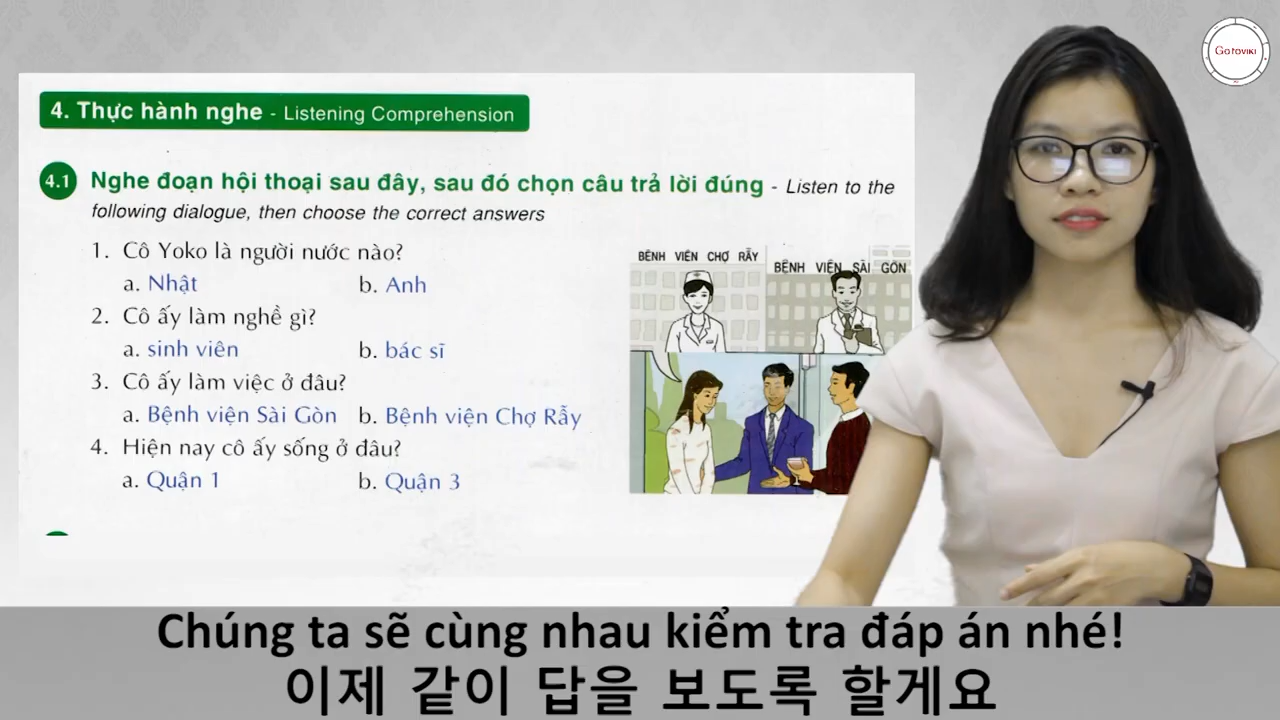 GotoVIKI
4. Thực hành nghe - Listening Comprehension
4.1 Nghe đoạn hội thoại sau đây, sau đó chọn câu trả lời đúng - Listen to the
following dialogue, then choose the correct answers
1. Cô Yoko là người nước nào?
a. Nhật b. Anh
2. Cô ấy làm nghề gì?
a. sinh viên b. bác sĩ
3. Cô ấy làm việc ở đâu?
a. Bệnh viện Sài Gòn b. Bệnh viện Chợ Rẫy
4. Hiện nay cô ấy sống ở đâu?
a. Quận 1 b. Quận 3
BỆNH VIỆN CHỢ RẪY
BỆNH VIỆN SÀI GÒN
Chúng ta sẽ cùng nhau kiểm tra đáp án nhé!
이제 같이 답을 보도록 할게요